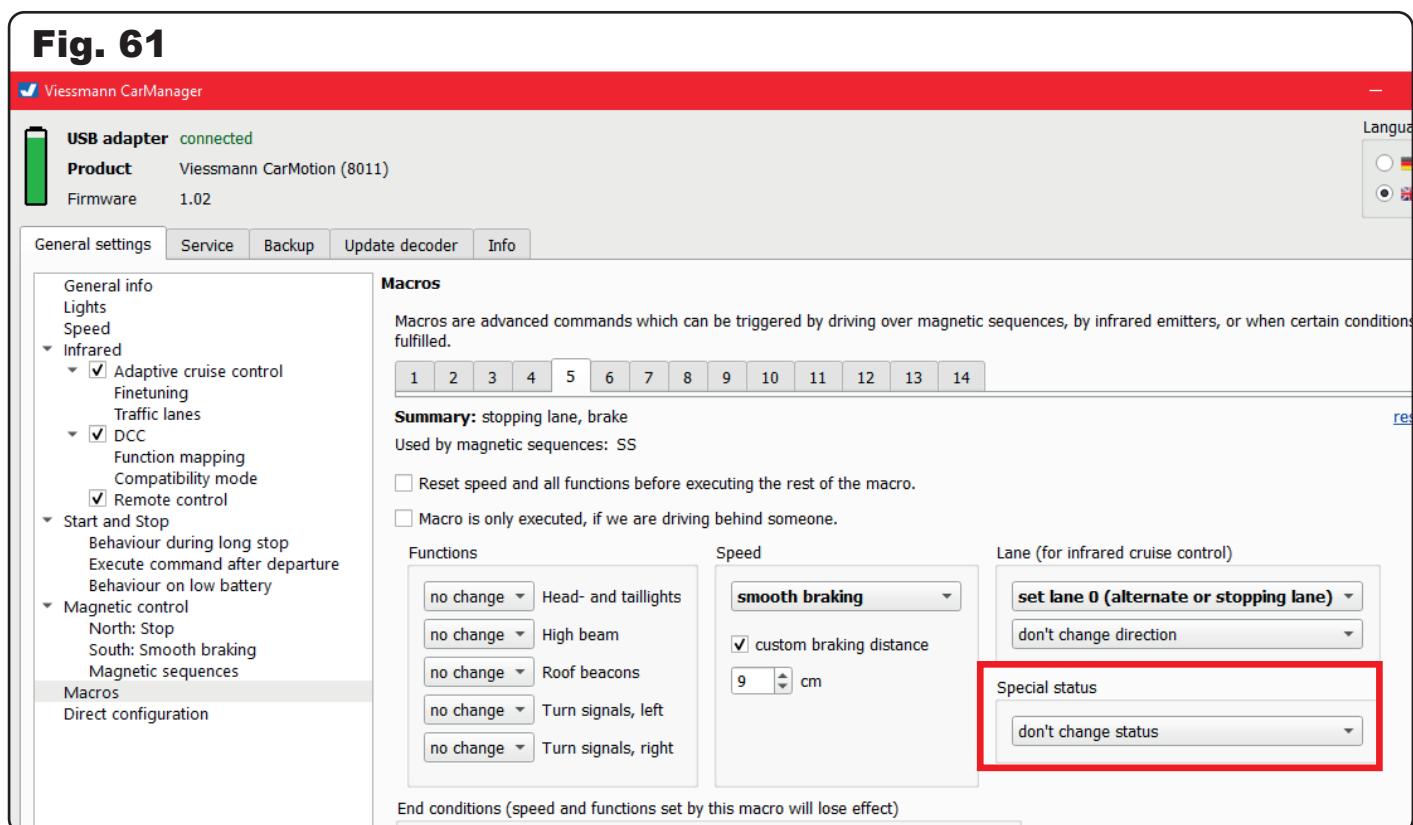 Fig. 61
Viessmann CarManager
USB adapter connected
Langua
Product Viessmann CarMotion (8011)
Firmware 1.02
General settings Service Backup Update decoder Info
General info
Lights
Speed
Infrared
Adaptive cruise control
Finetuning
Traffic lanes
DCC
Function mapping
Compatibility mode
Remote control
Start and Stop
Behaviour during long stop
Execute command after departure
Behaviour on low battery
Magnetic control
North: Stop
South: Smooth braking
Magnetic sequences
Macros
Direct configuration
Macros
Macros are advanced commands which can be triggered by driving over magnetic sequences, by infrared emitters, or when certain conditions
fulfilled.
1 2 3 4 5 6 7 8 9 10 11 12 13 14
Summary: stopping lane, brake
res
Used by magnetic sequences: SS
Reset speed and all functions before executing the rest of the macro.
Macro is only executed, if we are driving behind someone.
Functions
no change Head- and taillights
no change High beam
no change Roof beacons
no change Turn signals, left
no change Turn signals, right
Speed
smooth braking
custom braking distance
9 cm
Lane (for infrared cruise control)
set lane 0 (alternate or stopping lane)
don't change direction
Special status
don't change status
End conditions (speed and functions set by this macro will lose effect)